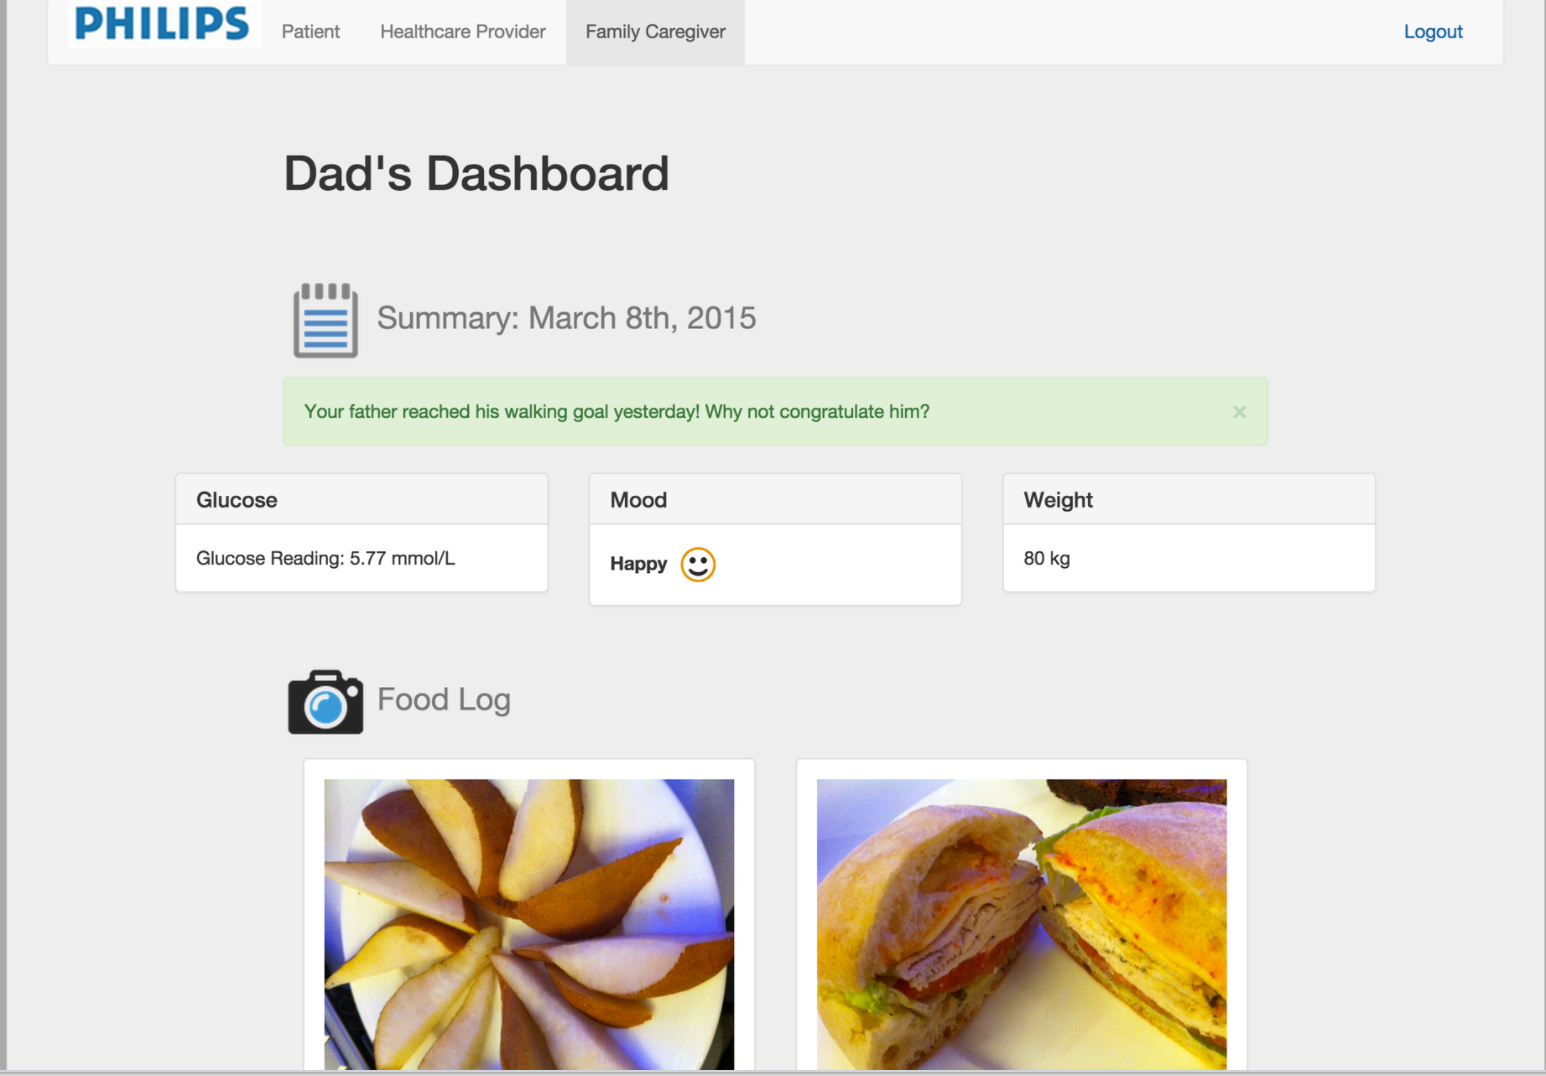 PHILIPS
Patient
Healthcare Provider
Family Caregiver
Logout
Dad's Dashboard
Summary: March 8th, 2015
Your father reached his walking goal yesterday! Why not congratulate him?
×
Glucose
Glucose Reading: 5.77 mmol/L
Mood
Happy
Weight
80 kg
Food Log